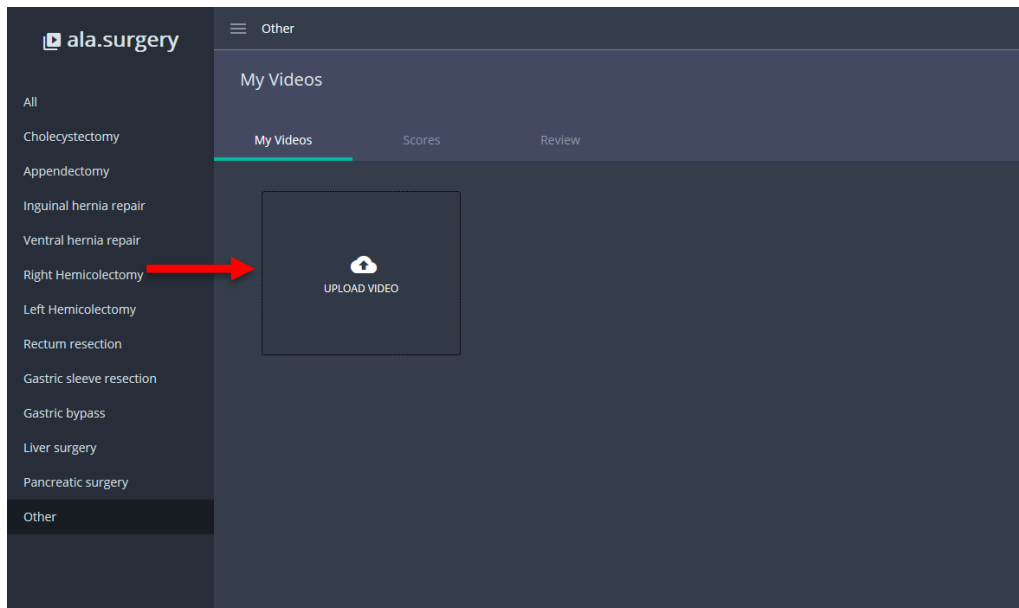 ala.surgery
All
Cholecystectomy
Appendectomy
Inguinal hernia repair
Ventral hernia repair
Right Hemicolectomy
Left Hemicolectomy
Rectum resection
Gastric sleeve resection
Gastric bypass
Liver surgery
Pancreatic surgery
Other
Other
My Videos
My Videos Scores Review
UPLOAD VIDEO